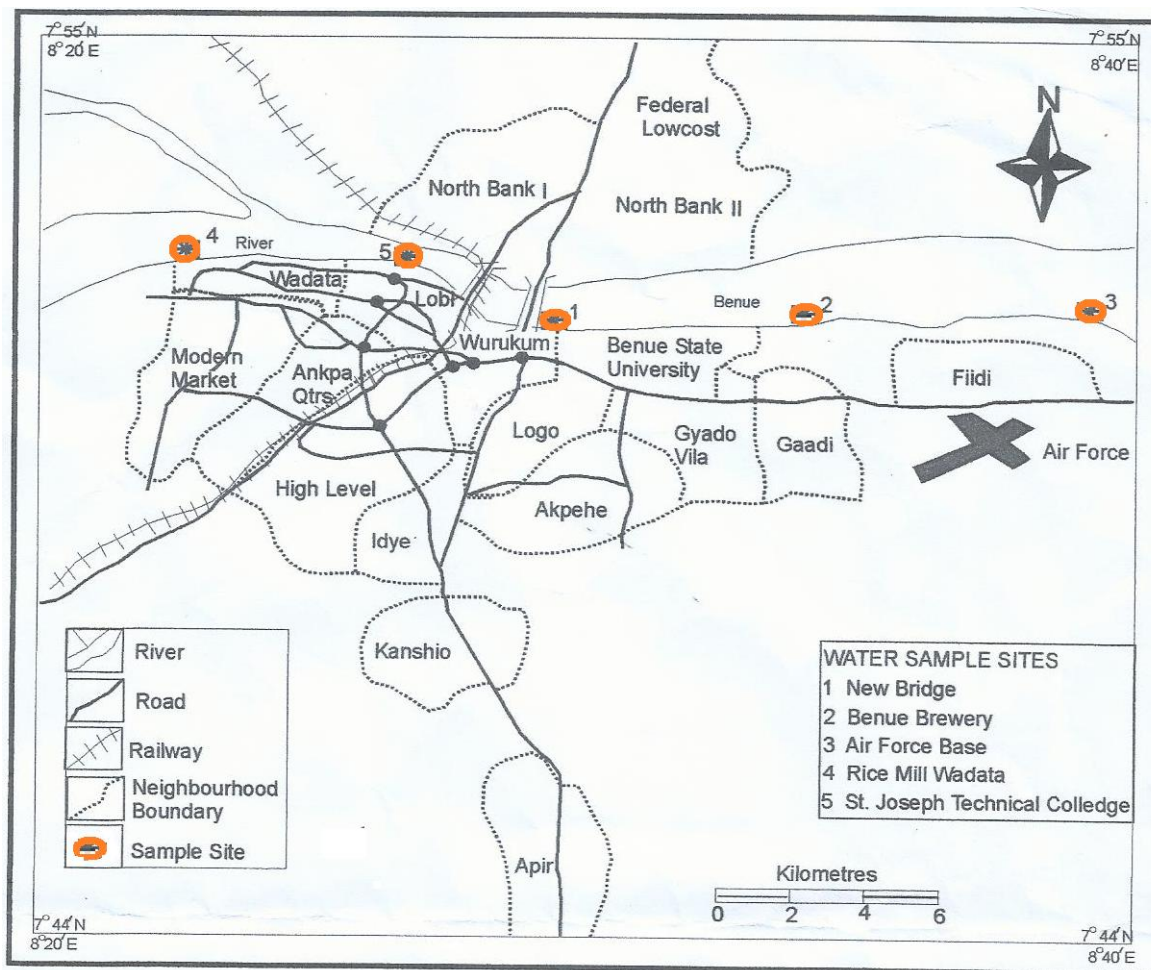 7°55'N
8°20'E
7°55'N
8°40'E
N
Federal
Lowcost
North Bank I
North Bank II
4
River
5
Wadata
Lobi
1
Benue
2
3
Wurukum
Benue State
University
Modern
Market
Ankpa
Qtrs
Fiidi
Logo
Gyado
Vila
Gaadi
Air Force
High Level
Akpehe
Idye
Kanshio
Apir
River
Road
Railway
Neighbourhood
Boundary
Sample Site
WATER SAMPLE SITES
1 New Bridge
2 Benue Brewery
3 Air Force Base
4 Rice Mill Wadata
5 St. Joseph Technical Colledge
Kilometres
0 2 4 6
7°44'N
8°20'E
7°44'N
8°40'E